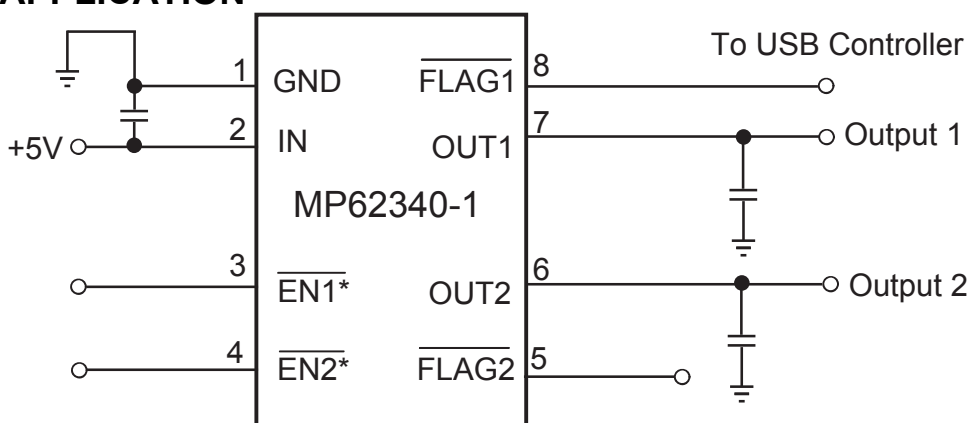 APPLICATION
To USB Controller
1 GND FLAG1 8
2 IN OUT1 7
+5V Output 1
MP62340-1
3 EN1* OUT2 6
Output 2
4 EN2* FLAG2 5